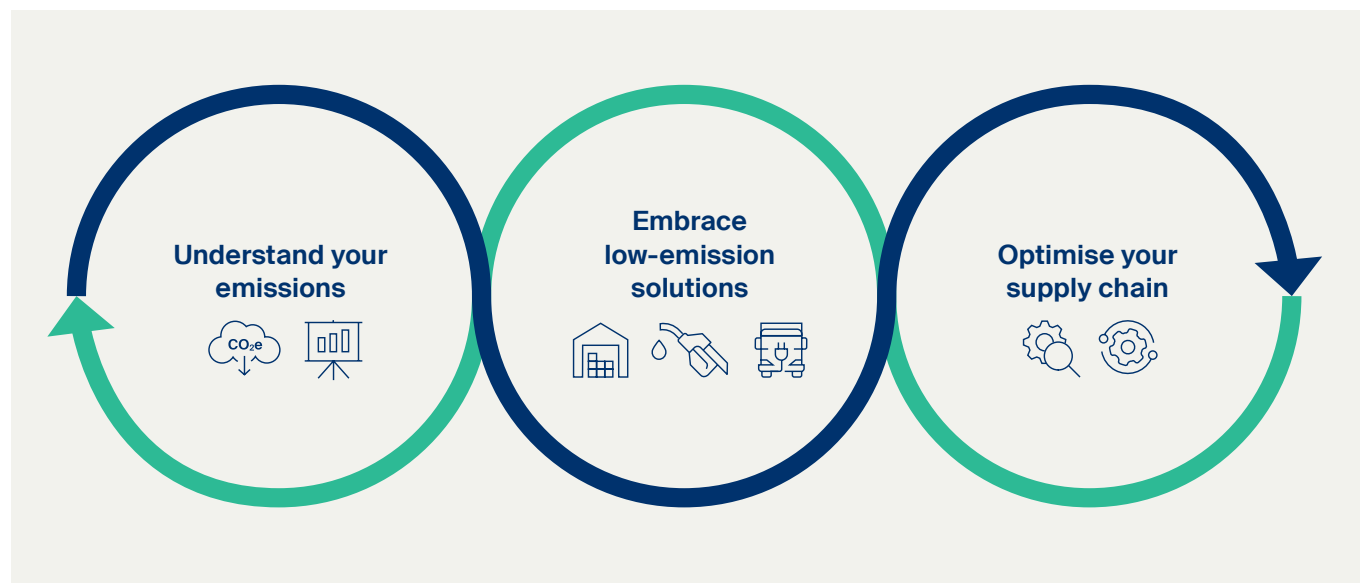 Understand your
emissions
CO₂e
Embrace
low-emission
solutions
Optimise your
supply chain